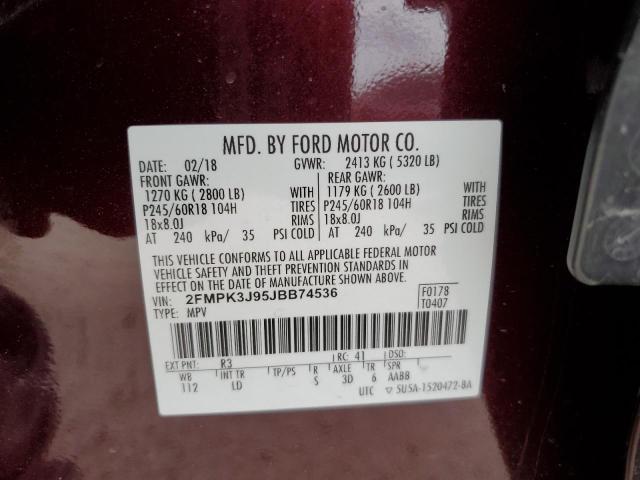 MFD. BY FORD MOTOR CO.
DATE: 02/18 GVWR: 2413 KG ( 5320 LB)
FRONT GAWR: REAR GAWR:
1270 KG ( 2800 LB) WITH 1179 KG ( 2600 LB) WITH
P245/60R18 104H TIRES P245/60R18 104H TIRES
18x8.0J RIMS 18x8.0J RIMS
AT 240 kPa/ 35 PSI COLD AT 240 kPa/ 35 PSI COLD
THIS VEHICLE CONFORMS TO ALL APPLICABLE FEDERAL MOTOR
VEHICLE SAFETY AND THEFT PREVENTION STANDARDS IN
EFFECT ON THE DATE OF MANUFACTURE SHOWN ABOVE.
VIN: 2FMPK3J95JBB74536 F0178
TYPE: MPV T0407
EXT PNT: R3 RC: 41 DSO:
WB INT TR TP/PS R AXLE TR SPR
112 LD S 3D 6 AABB
UTC ▽ 5U5A-1520472-BA